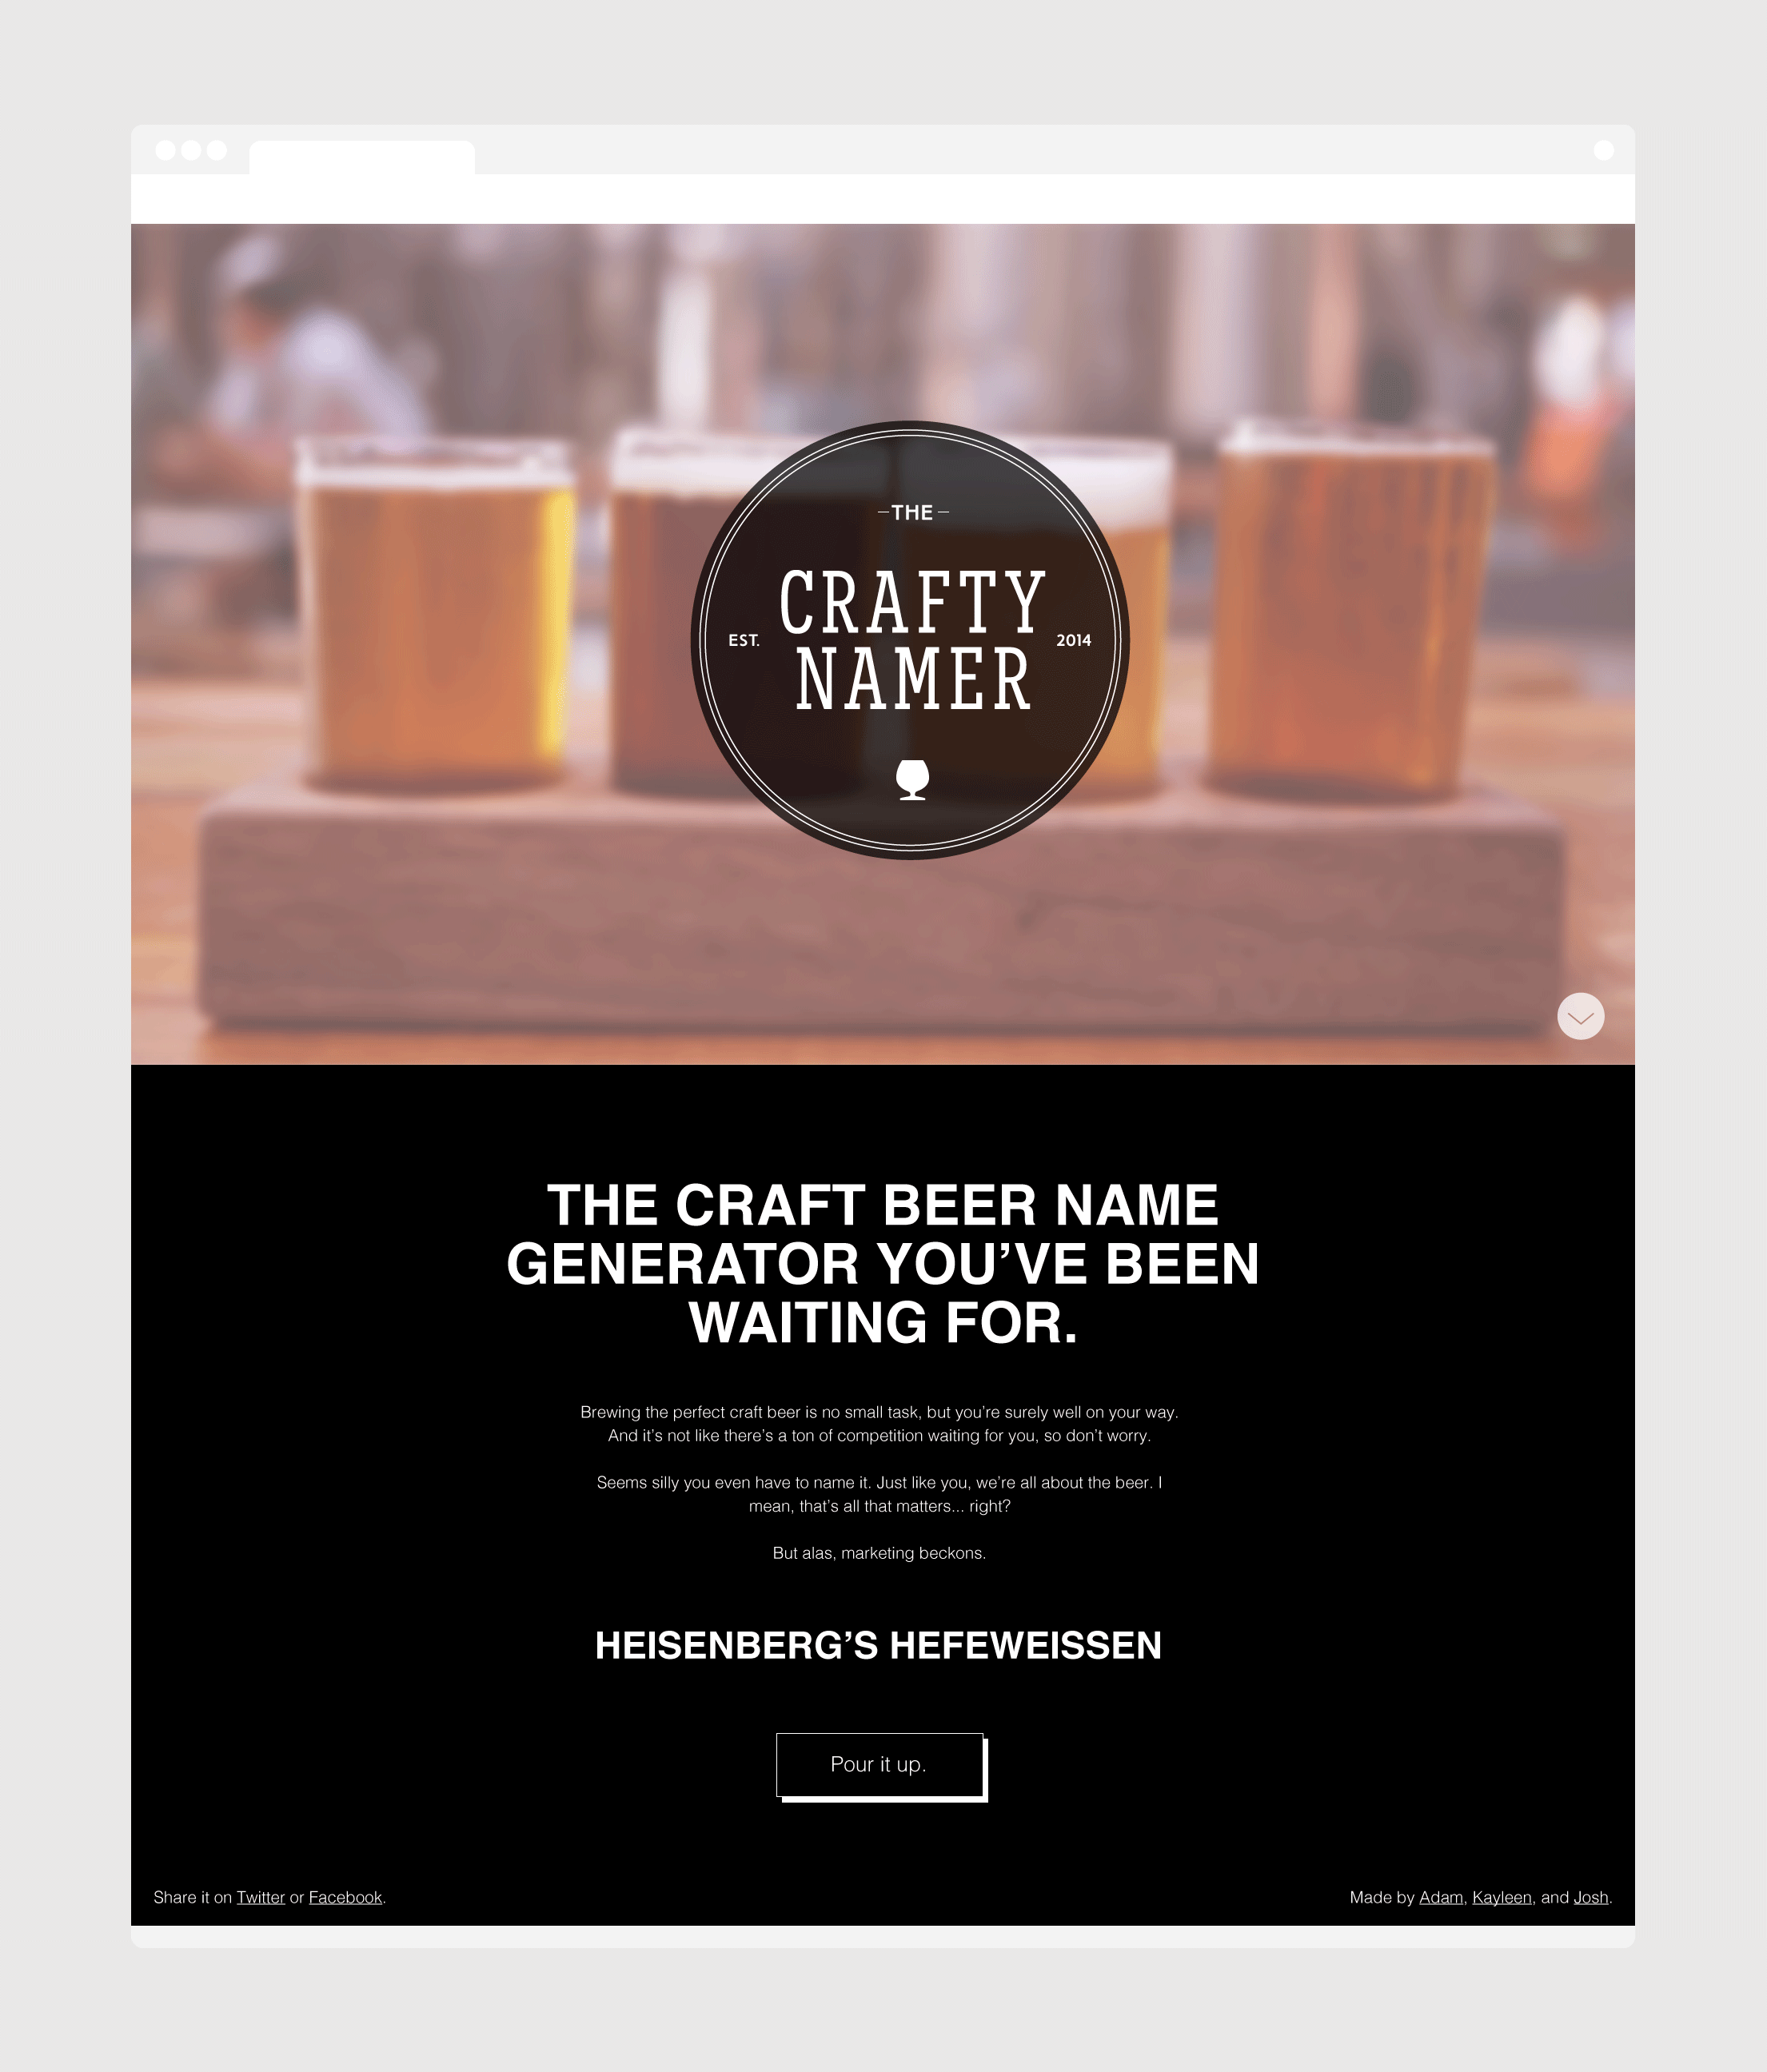 THE
CRAFTY
EST.
2014
NAMER
THE CRAFT BEER NAME
GENERATOR YOU’VE BEEN
WAITING FOR.
Brewing the perfect craft beer is no small task, but you’re surely well on your way.
And it’s not like there’s a ton of competition waiting for you, so don’t worry.
Seems silly you even have to name it. Just like you, we’re all about the beer. I
mean, that’s all that matters... right?
But alas, marketing beckons.
HEISENBERG’S HEFEWEISSEN
Pour it up.
Share it on Twitter or Facebook.
Made by Adam, Kayleen, and Josh.